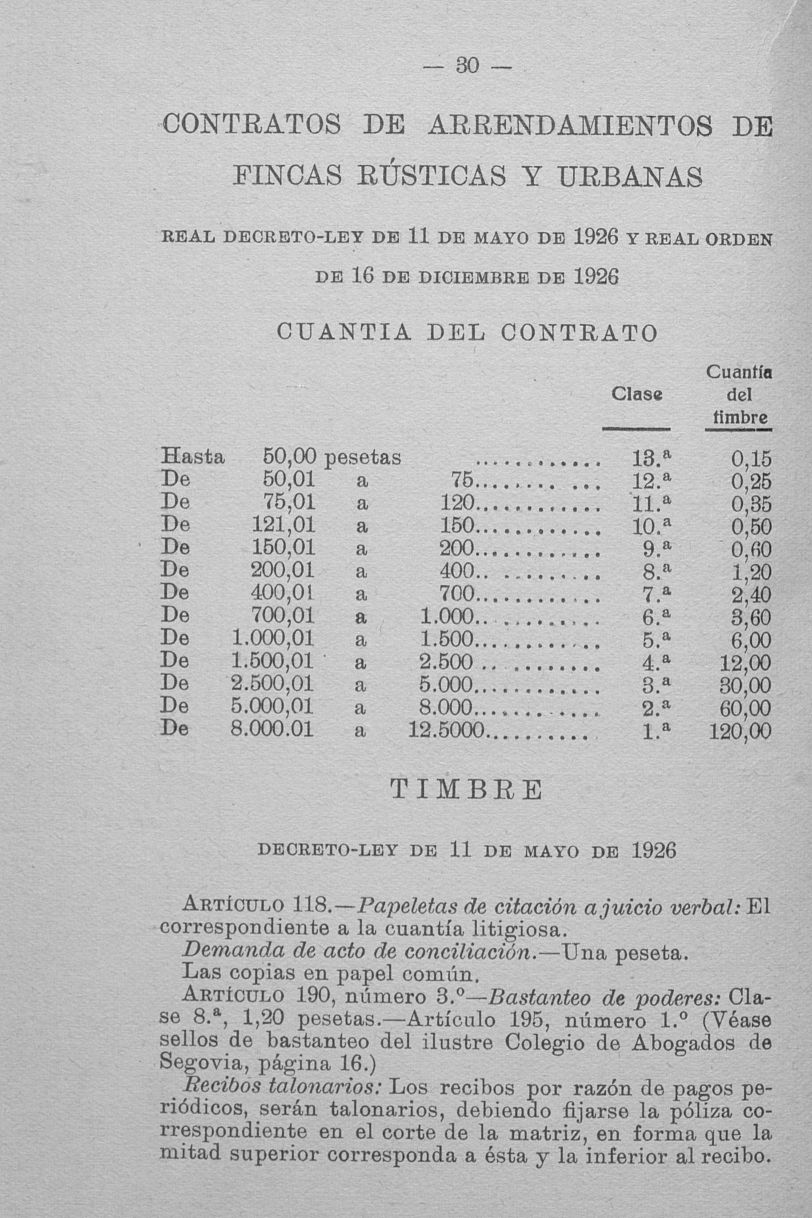 — 30 —
CONTRATOS DE ARRENDAMIENTOS DE
FINCAS RÚSTICAS Y URBANAS
REAL DECRETO-LEY DE 11 DE MAYO DE 1926 Y REAL ORDEN
DE 16 DE DICIEMBRE DE 1926
CUANTIA DEL CONTRATO
Clase Cuantía del timbre
Hasta 50,00 pesetas ............ 13.ª 0,15
De 50,01 a 75............ 12.ª 0,25
De 75,01 a 120............ 11.ª 0,35
De 121,01 a 150............ 10.ª 0,50
De 150,01 a 200............ 9.ª 0,60
De 200,01 a 400............ 8.ª 1,20
De 400,01 a 700............ 7.ª 2,40
De 700,01 a 1.000............ 6.ª 3,60
De 1.000,01 a 1.500............ 5.ª 6,00
De 1.500,01 a 2.500............ 4.ª 12,00
De 2.500,01 a 5.000............ 3.ª 30,00
De 5.000,01 a 8.000............ 2.ª 60,00
De 8.000.01 a 12.5000........... 1.ª 120,00
TIMBRE
DECRETO-LEY DE 11 DE MAYO DE 1926
ARTÍCULO 118.—Papeletas de citación a juicio verbal: El
correspondiente a la cuantía litigiosa.
Demanda de acto de conciliación.—Una peseta.
Las copias en papel común.
ARTÍCULO 190, número 3.º—Bastanteo de poderes: Cla-
se 8.ª, 1,20 pesetas.—Artículo 195, número 1.º (Véase
sellos de bastanteo del ilustre Colegio de Abogados de
Segovia, página 16.)
Recibos talonarios: Los recibos por razón de pagos pe-
riódicos, serán talonarios, debiendo fijarse la póliza co-
rrespondiente en el corte de la matriz, en forma que la
mitad superior corresponda a ésta y la inferior al recibo.